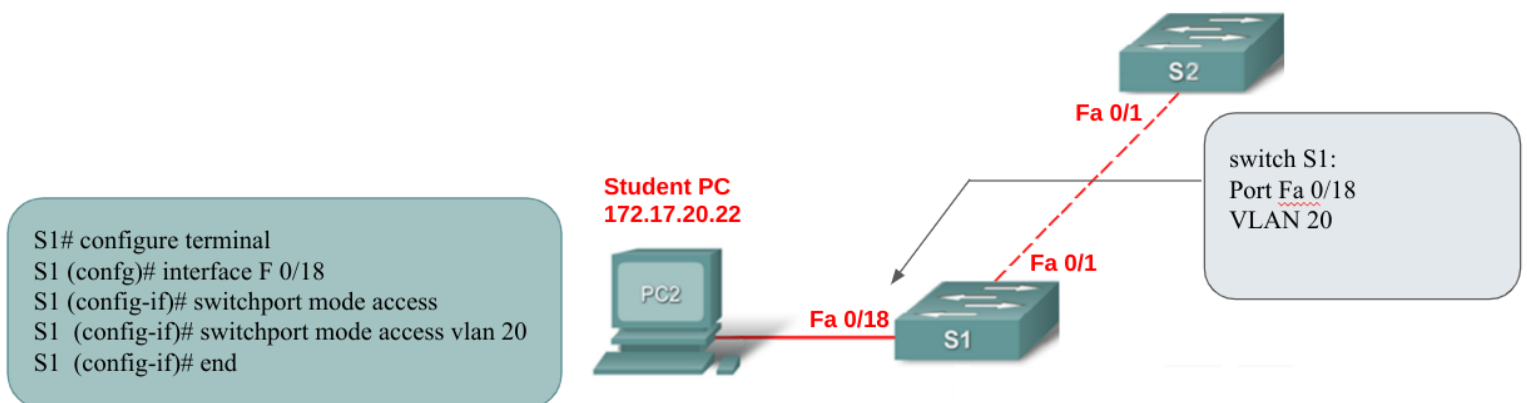 S1# configure terminal
S1 (confg)# interface F 0/18
S1 (config-if)# switchport mode access
S1  (config-if)# switchport mode access vlan 20
S1  (config-if)# end
Student PC
172.17.20.22
PC2
Fa 0/18
S1
Fa 0/1
Fa 0/1
S2
switch S1:
Port Fa 0/18
VLAN 20